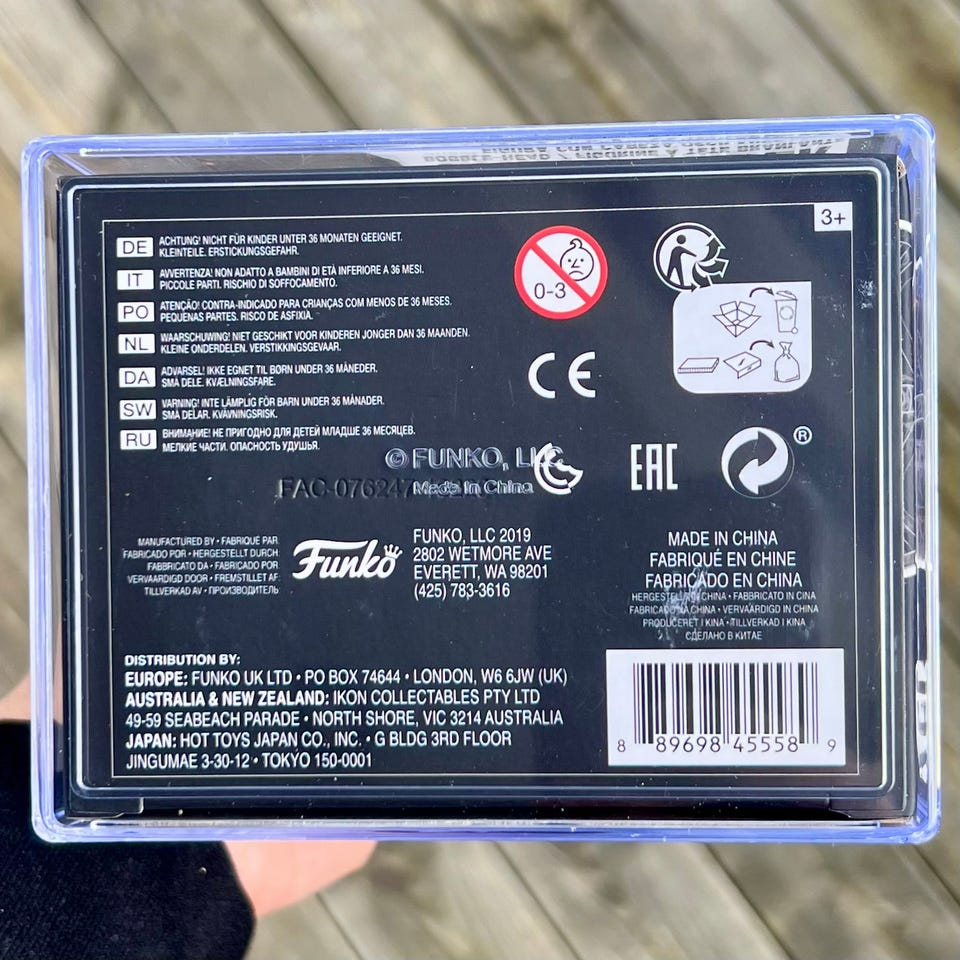 BOBBLE-HEAD / FIGURINE À TÊTE BRANLANTE
3+
DE ACHTUNG! NICHT FÜR KINDER UNTER 36 MONATEN GEEIGNET.
KLEINTEILE. ERSTICKUNGSGEFAHR.
IT AVVERTENZA! NON ADATTO A BAMBINI DI ETÀ INFERIORE A 36 MESI.
PICCOLE PARTI. RISCHIO DI SOFFOCAMENTO.
PO ATENÇÃO! CONTRA-INDICADO PARA CRIANÇAS COM MENOS DE 36 MESES.
PEQUENAS PARTES. RISCO DE ASFIXIA.
NL WAARSCHUWING! NIET GESCHIKT VOOR KINDEREN JONGER DAN 36 MAANDEN.
KLEINE ONDERDELEN. VERSTIKKINGSGEVAAR.
DA ADVARSEL! IKKE EGNET TIL BØRN UNDER 36 MÅNEDER.
SMÅ DELE. KVÆLNINGSFARE.
SW VARNING! INTE LÄMPLIG FÖR BARN UNDER 36 MÅNADER.
SMÅ DELAR. KVÄVNINGSRISK.
RU ВНИМАНИЕ! НЕ ПРИГОДНО ДЛЯ ДЕТЕЙ МЛАДШЕ 36 МЕСЯЦЕВ.
МЕЛКИЕ ЧАСТИ. ОПАСНОСТЬ УДУШЬЯ.
0-3
CE
EAC
®
© FUNKO, LLC
Made In China
MANUFACTURED BY • FABRIQUÉ PAR
FABRICADO POR • HERGESTELLT DURCH
FABBRICATO DA • FABRICADO POR
VERVAARDIGD DOOR • FREMSTILLET AF
TILLVERKAD AV • ПРОИЗВОДИТЕЛЬ
Funko
FUNKO, LLC 2019
2802 WETMORE AVE
EVERETT, WA 98201
(425) 783-3616
MADE IN CHINA
FABRIQUÉ EN CHINE
FABRICADO EN CHINA
HERGESTELLT IN CHINA • FABBRICATO IN CINA
FABRICADO NA CHINA • VERVAARDIGD IN CHINA
PRODUCERET I KINA • TILLVERKAD I KINA
СДЕЛАНО В КИТАЕ
DISTRIBUTION BY:
EUROPE: FUNKO UK LTD • PO BOX 74644 • LONDON, W6 6JW (UK)
AUSTRALIA & NEW ZEALAND: IKON COLLECTABLES PTY LTD
49-59 SEABEACH PARADE • NORTH SHORE, VIC 3214 AUSTRALIA
JAPAN: HOT TOYS JAPAN CO., INC. • G BLDG 3RD FLOOR
JINGUMAE 3-30-12 • TOKYO 150-0001
8 89698 45558 9